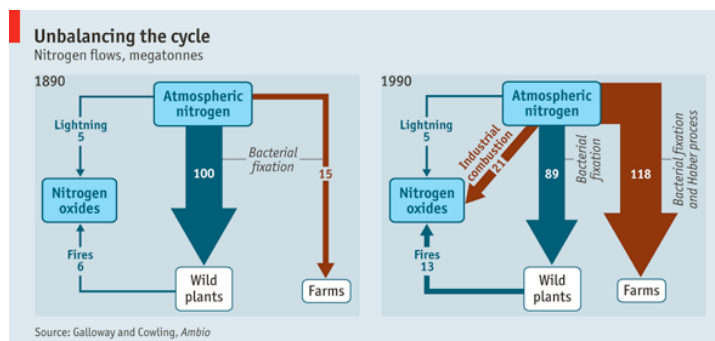 Unbalancing the cycle
Nitrogen flows, megatonnes
1890
Atmospheric
nitrogen
Lightning
5
Bacterial
fixation
100
15
Nitrogen
oxides
Fires
6
Wild
plants
Farms
1990
Atmospheric
nitrogen
Lightning
5
Industrial
combustion
21
Bacterial
fixation
Bacterial fixation
and Haber process
89
118
Nitrogen
oxides
Fires
13
Wild
plants
Farms
Source: Galloway and Cowling, Ambio